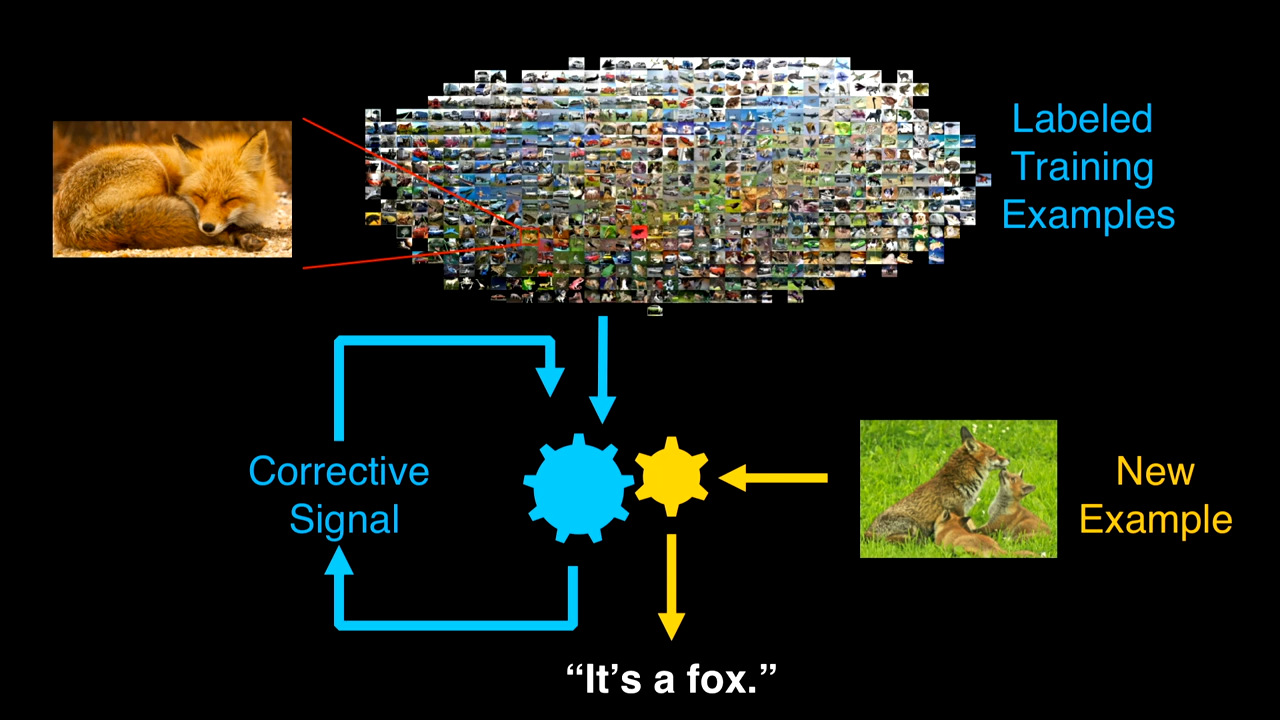 Labeled
Training
Examples
Corrective
Signal
New
Example
“It’s a fox.”